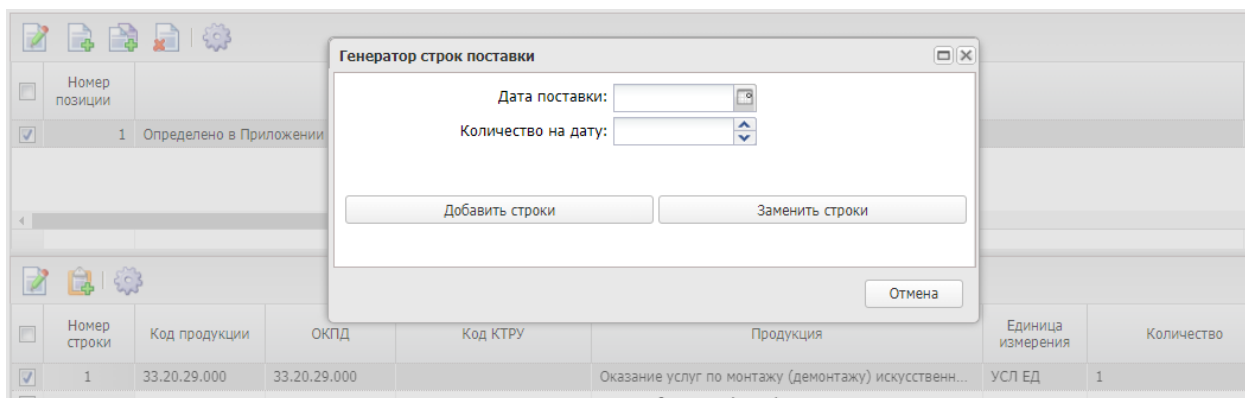 Генератор строк поставки
Номер позиции
Дата поставки:
Количество на дату:
1 Определено в Приложении
Добавить строки Заменить строки
Отмена
Номер строки Код продукции ОКПД Код КТРУ Продукция Единица измерения Количество
1 33.20.29.000 33.20.29.000 Оказание услуг по монтажу (демонтажу) искусственн... УСЛ ЕД 1